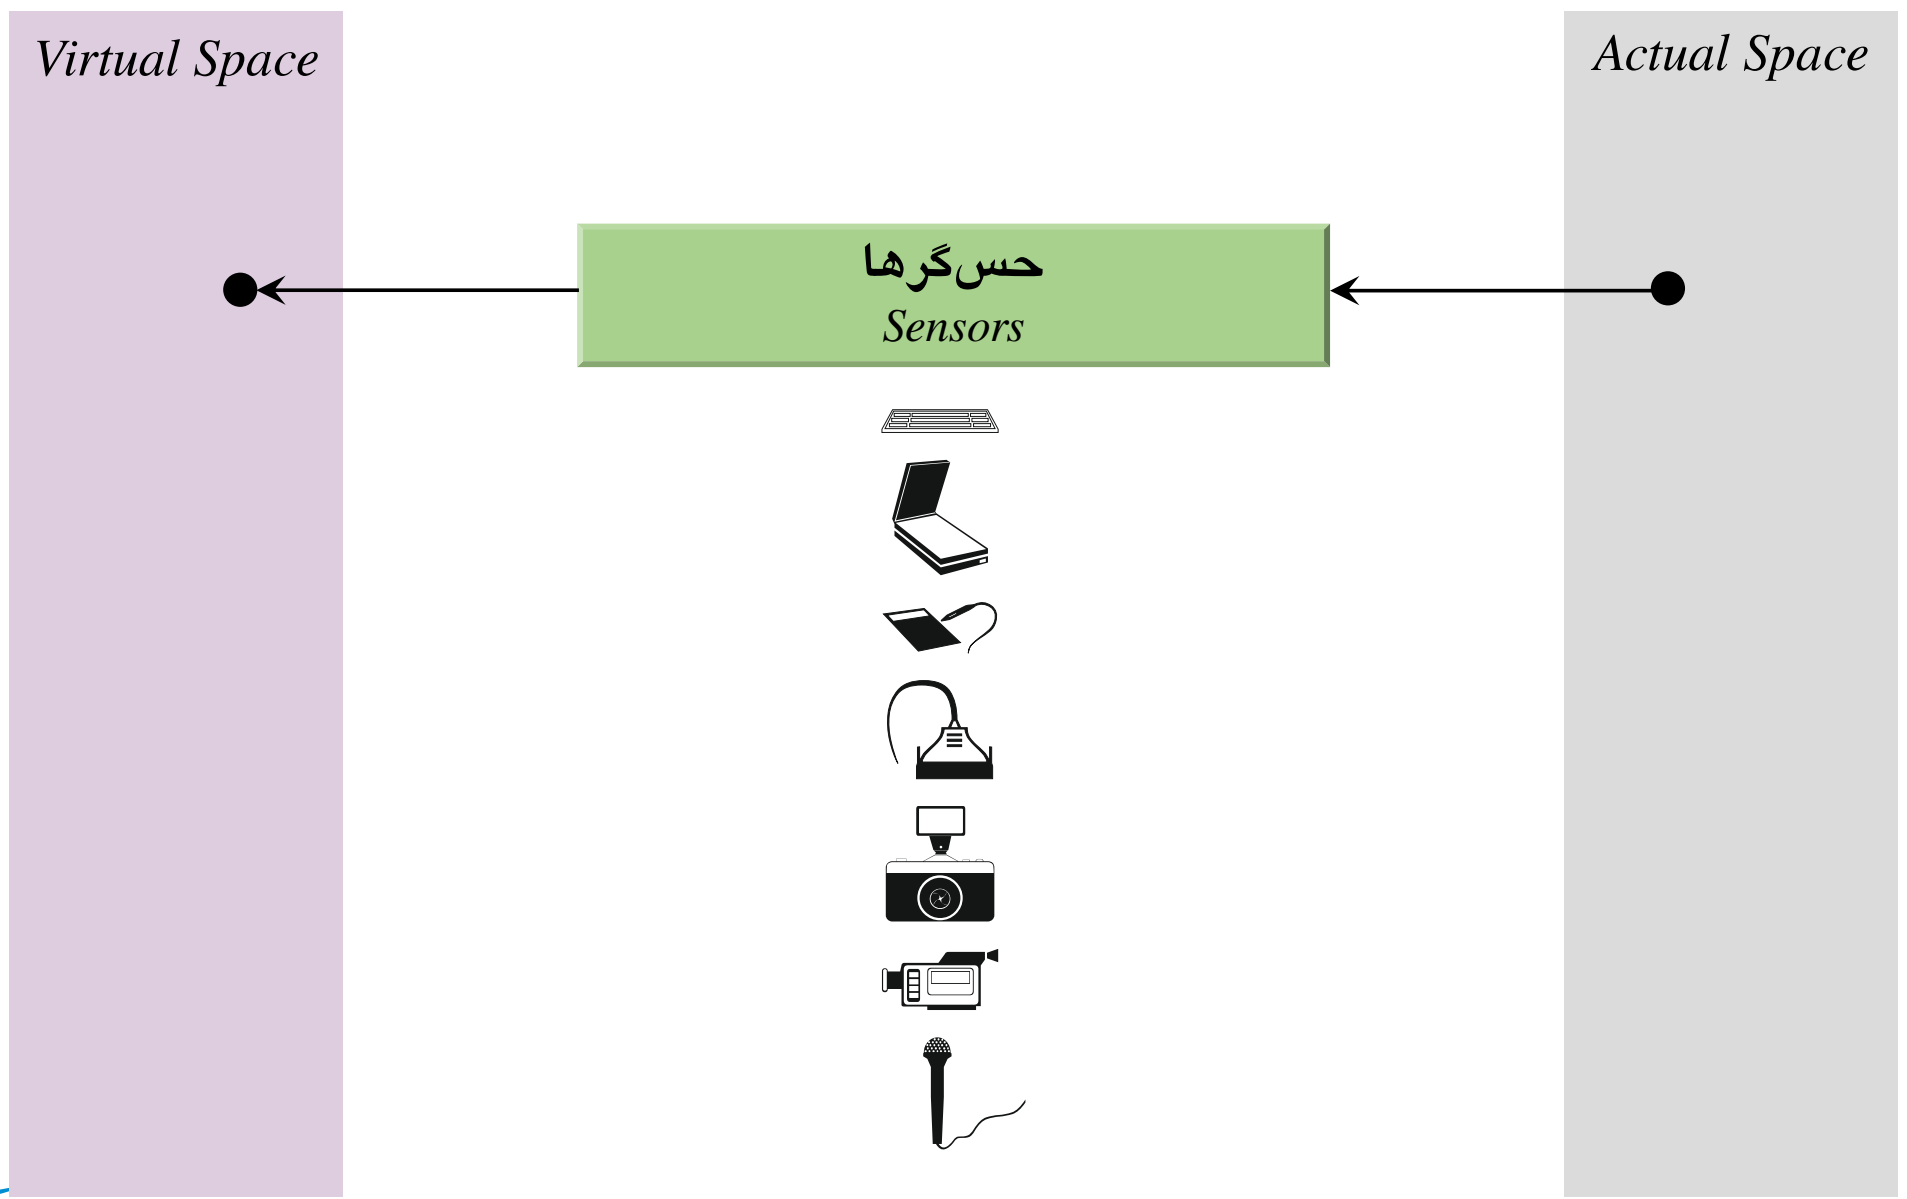 Virtual Space
Actual Space
حس‌گرها
Sensors